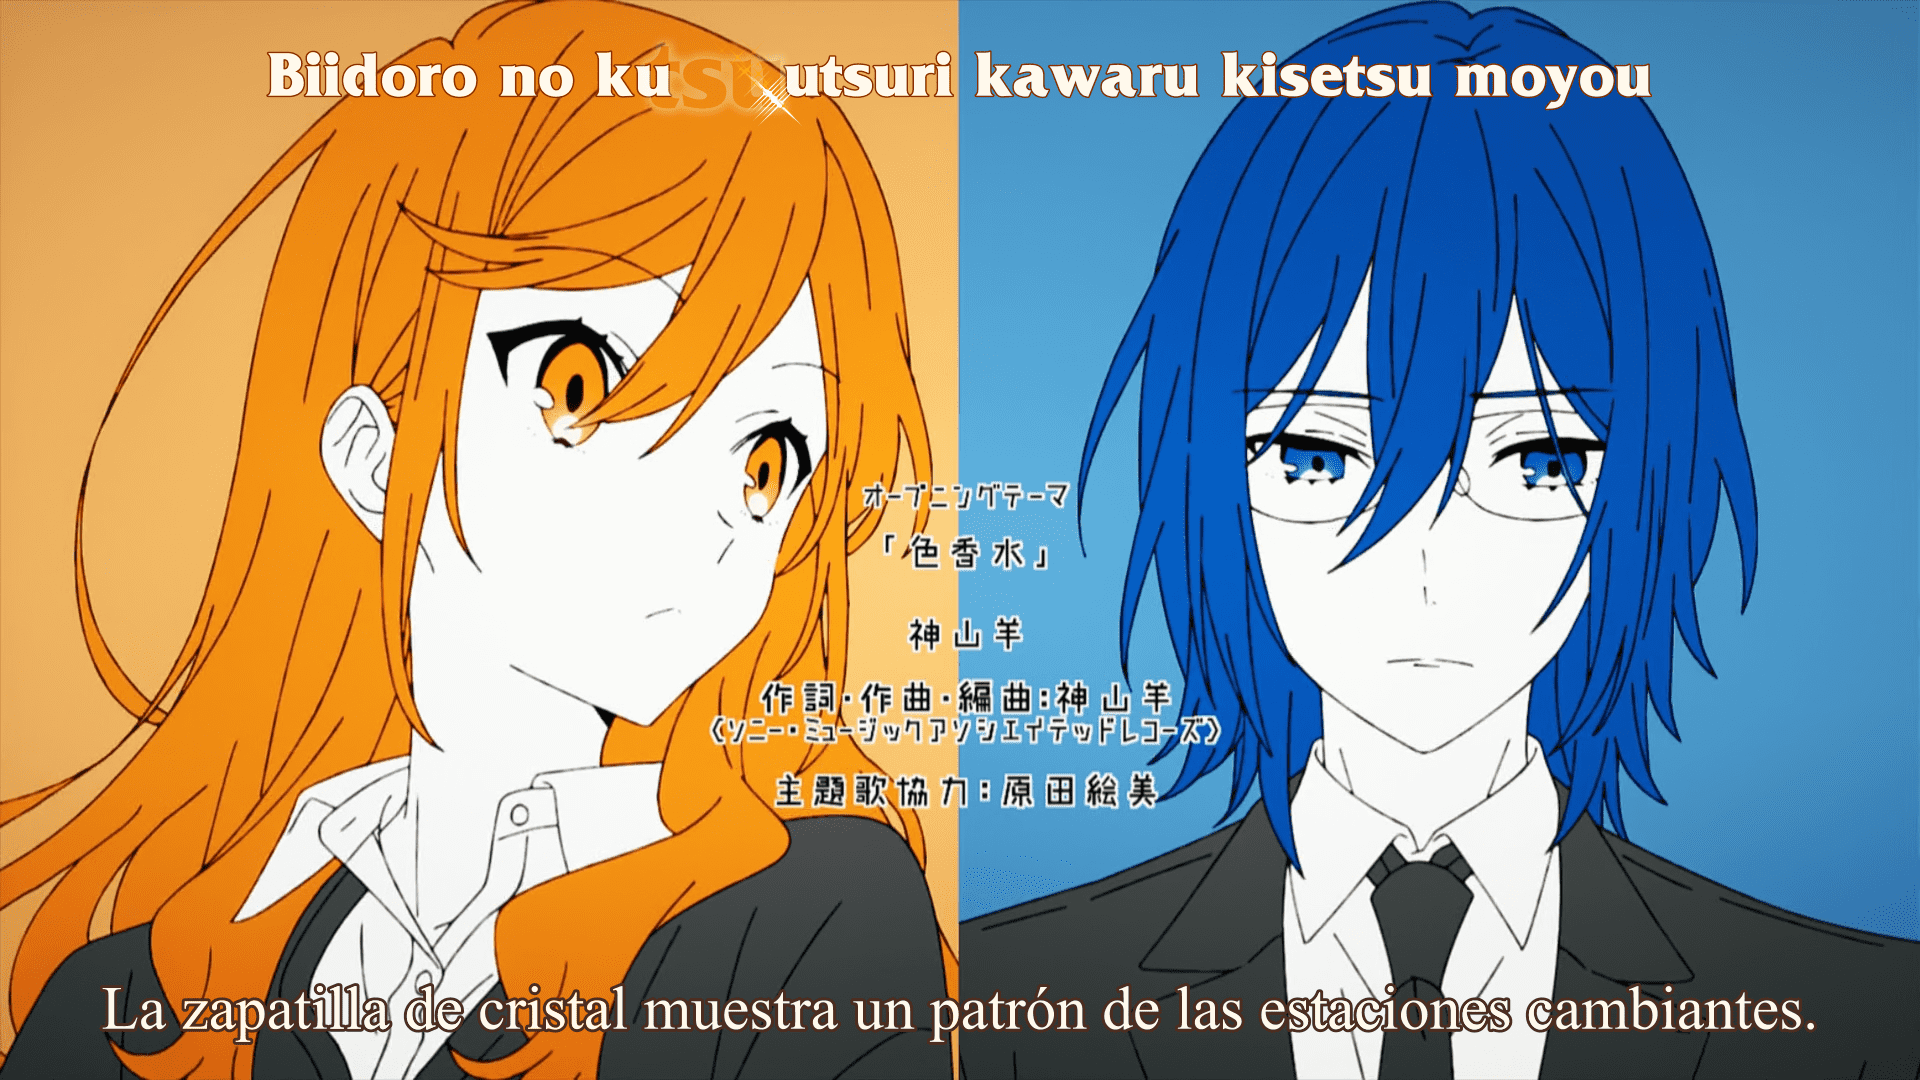 Biidoro no kutsu utsuri kawaru kisetsu moyou
オープニングテーマ
「色香水」
神山羊
作詞・作曲・編曲:神山羊
〈ソニー・ミュージックアソシエイテッドレコーズ〉
主題歌協力:原田絵美
La zapatilla de cristal muestra un patrón de las estaciones cambiantes.